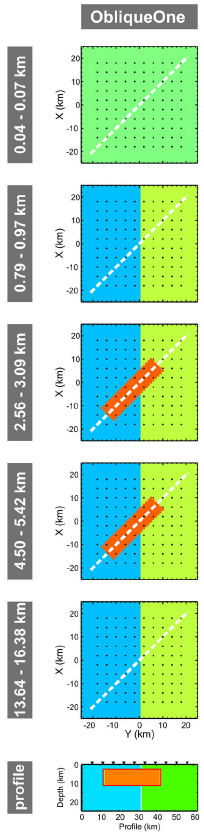 ObliqueOne
0.04 - 0.07 km
X (km)
20
10
0
-10
-20
0.79 - 0.97 km
X (km)
20
10
0
-10
-20
2.56 - 3.09 km
X (km)
20
10
0
-10
-20
4.50 - 5.42 km
X (km)
20
10
0
-10
-20
13.64 - 16.38 km
X (km)
20
10
0
-10
-20
-20 -10 0 10 20
Y (km)
profile
Depth (km)
0
10
20
0 10 20 30 40 50 60
Profile (km)